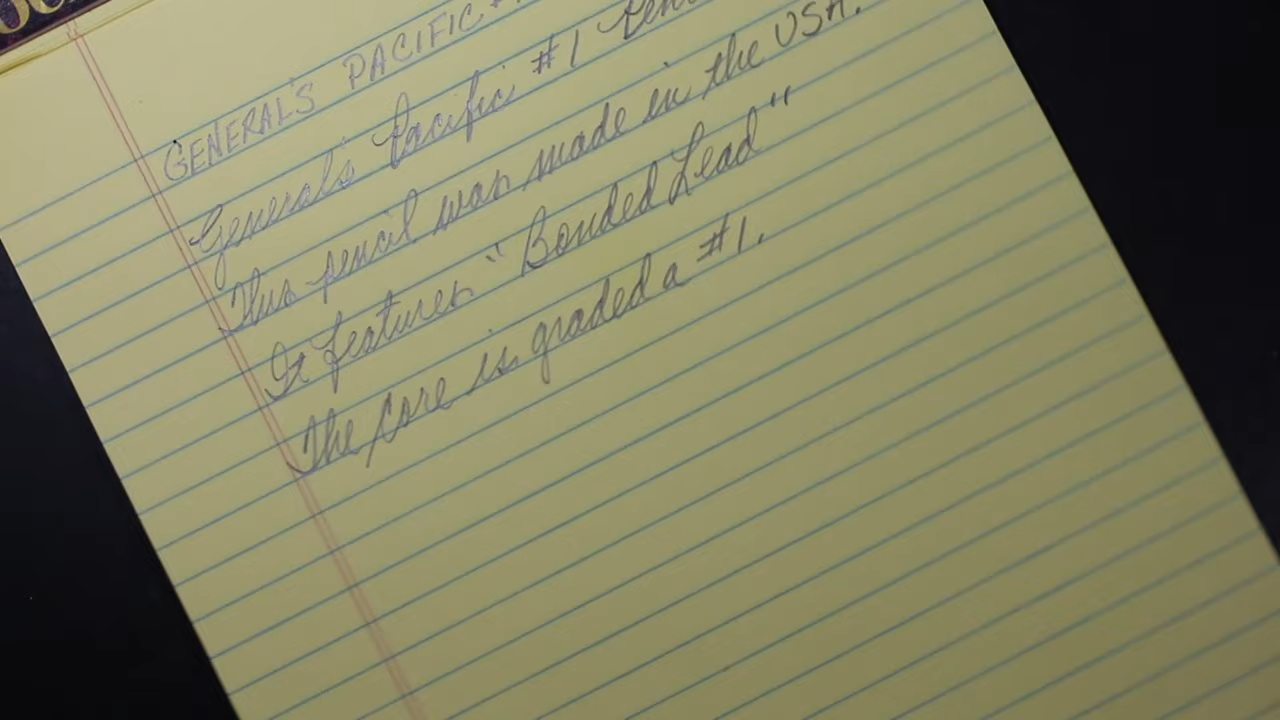 GENERAL'S PACIFIC #
General's Pacific #1
This pencil was made in the USA.
It features "Bonded Lead"
The core is graded a #1.